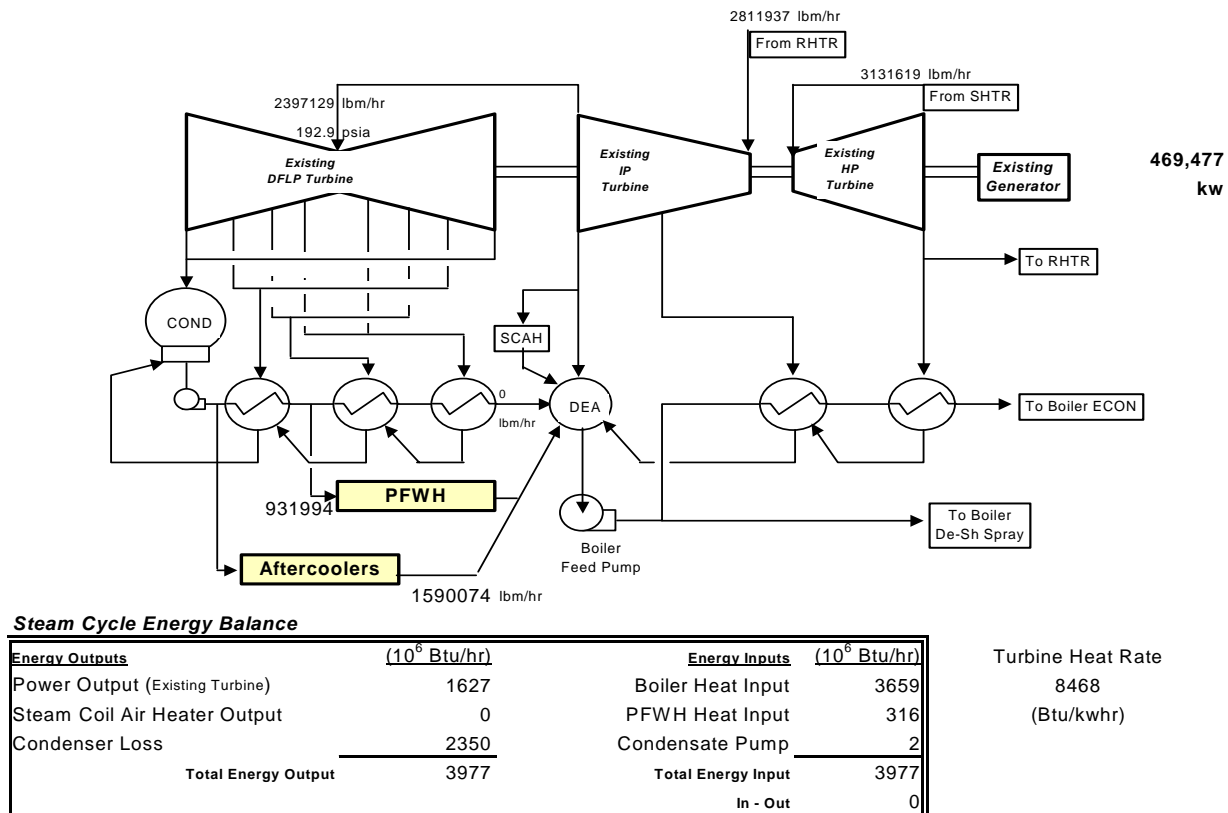 2811937 lbm/hr
From RHTR
3131619 lbm/hr
From SHTR
2397129 lbm/hr
192.9 psia
Existing
DFLP Turbine
Existing
IP
Turbine
Existing
HP
Turbine
Existing
Generator
469,477
kw
To RHTR
COND
SCAH
0
lbm/hr
DEA
To Boiler ECON
PFWH
931994
To Boiler
De-Sh Spray
Boiler
Feed Pump
Aftercoolers
1590074 lbm/hr
Steam Cycle Energy Balance
Energy Outputs (10^6 Btu/hr) Energy Inputs (10^6 Btu/hr) Turbine Heat Rate
Power Output (Existing Turbine) 1627 Boiler Heat Input 3659 8468
Steam Coil Air Heater Output 0 PFWH Heat Input 316 (Btu/kwhr)
Condenser Loss 2350 Condensate Pump 2
Total Energy Output 3977 Total Energy Input 3977
In - Out 0